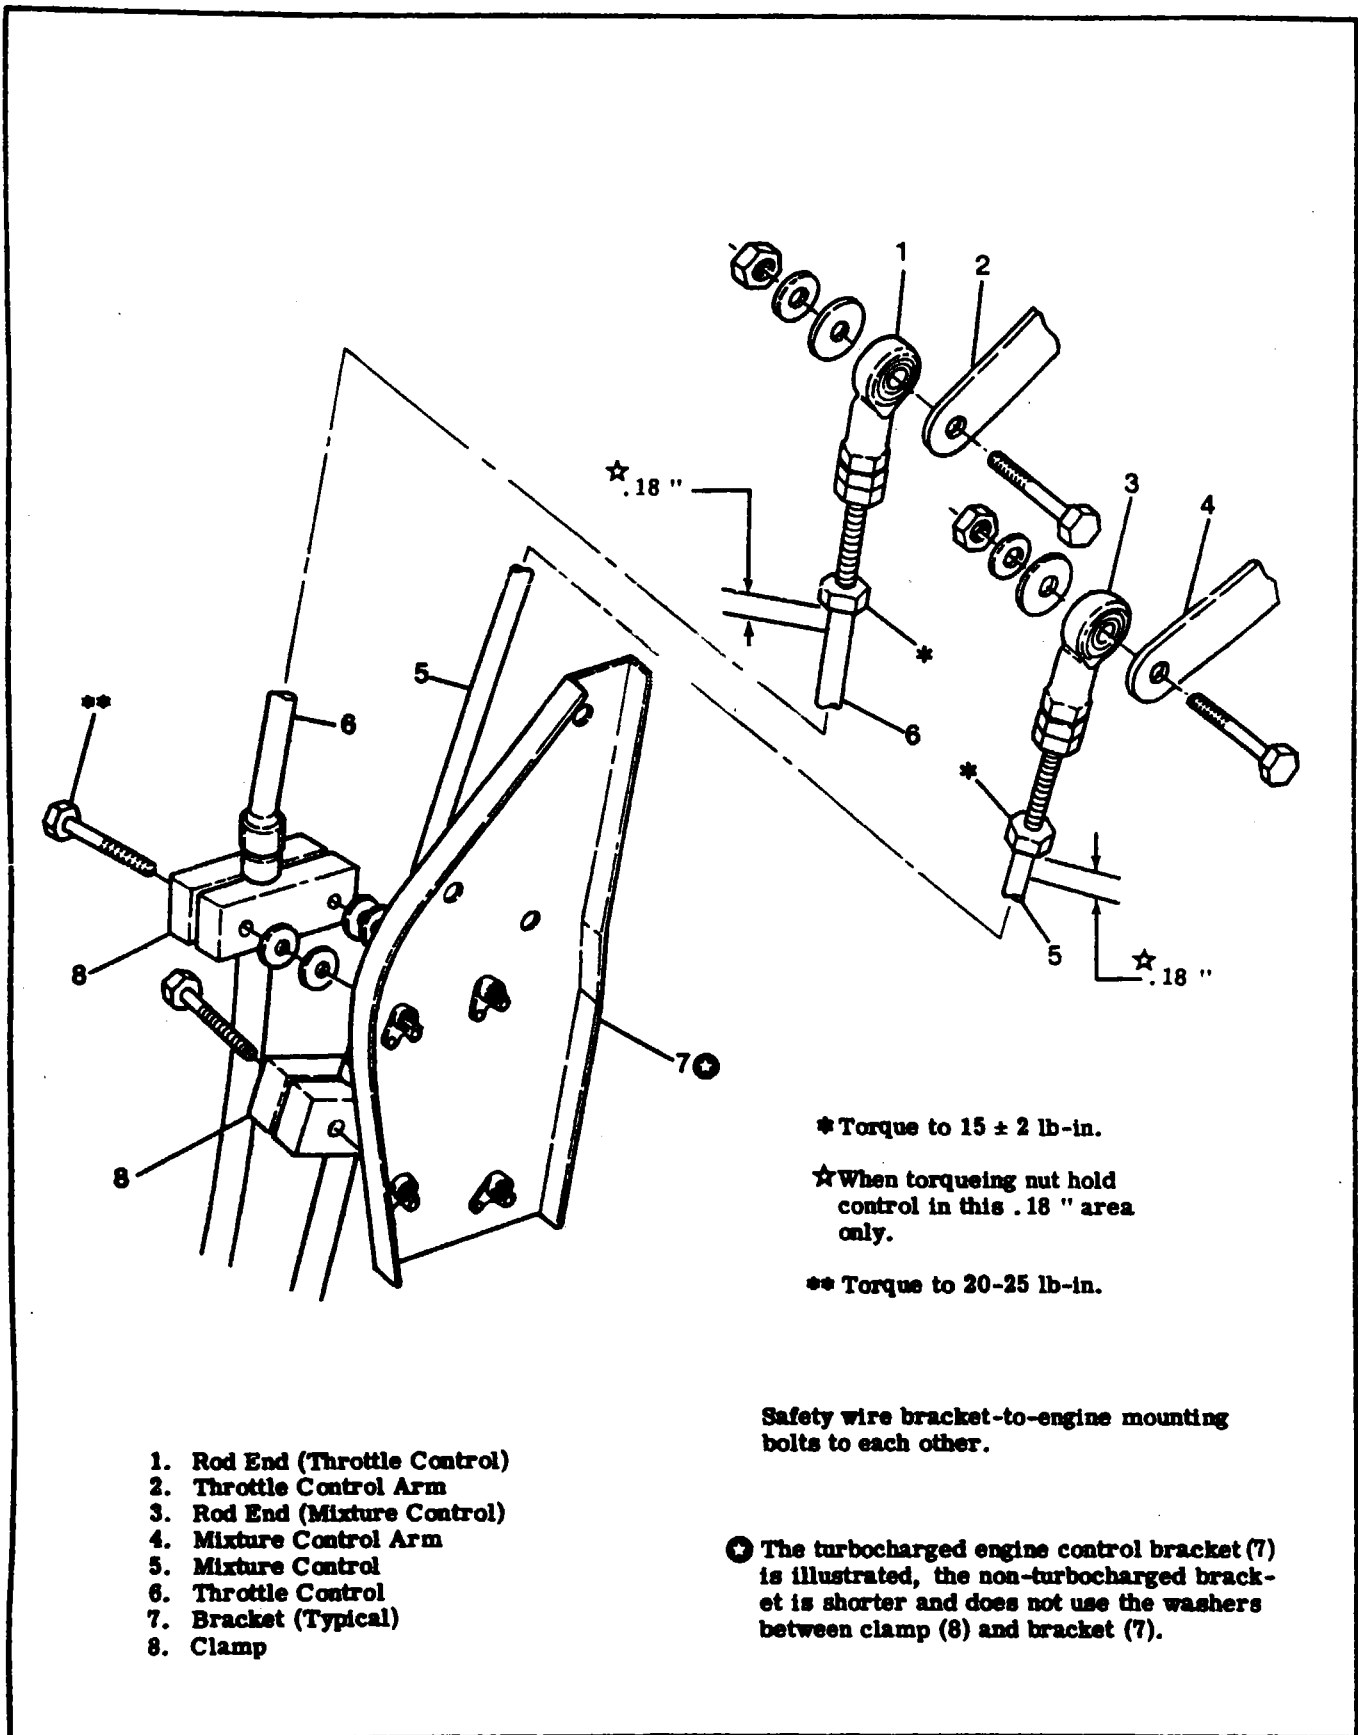 1
2
☆
.18 "
3
4
*
5
6
**
6
*
5
☆
.18 "
8
7✪
8
* Torque to 15 ± 2 lb-in.
☆ When torqueing nut hold
control in this .18 " area
only.
** Torque to 20-25 lb-in.
Safety wire bracket-to-engine mounting
bolts to each other.
1. Rod End (Throttle Control)
2. Throttle Control Arm
3. Rod End (Mixture Control)
4. Mixture Control Arm
5. Mixture Control
6. Throttle Control
7. Bracket (Typical)
8. Clamp
✪ The turbocharged engine control bracket (7)
is illustrated, the non-turbocharged brack-
et is shorter and does not use the washers
between clamp (8) and bracket (7).